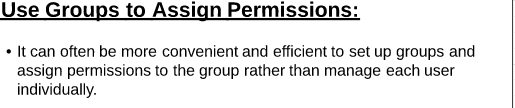 Use Groups to Assign Permissions:
• It can often be more convenient and efficient to set up groups and
assign permissions to the group rather than manage each user
individually.